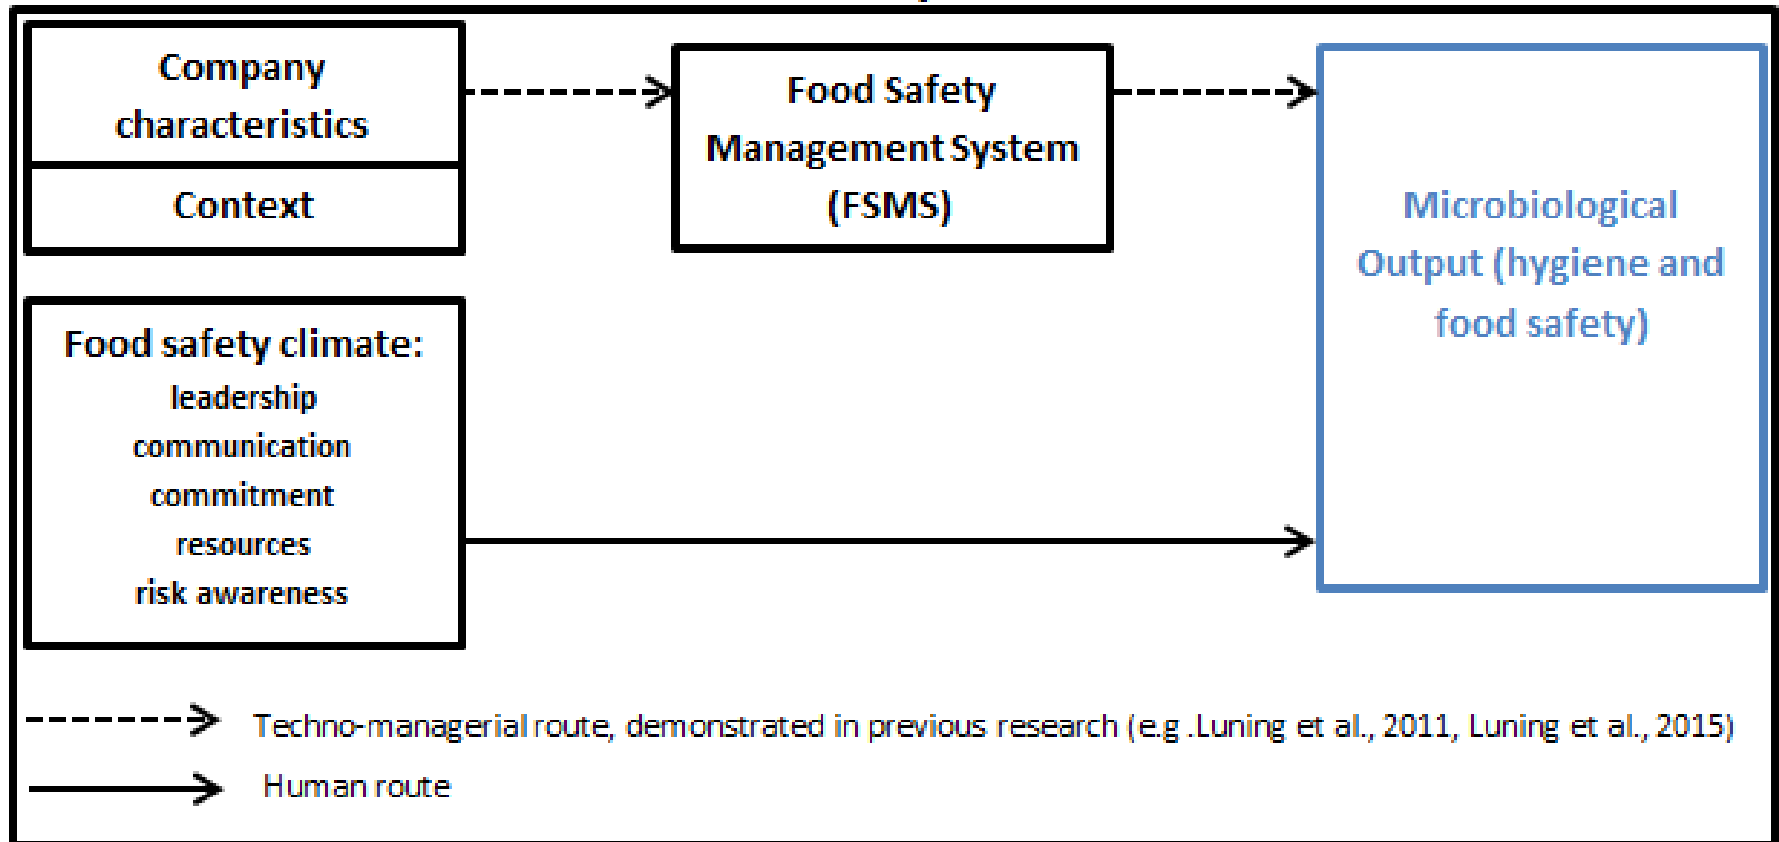 Company
characteristics
Context
Food Safety
Management System
(FSMS)
Microbiological
Output (hygiene and
food safety)
Food safety climate:
leadership
communication
commitment
resources
risk awareness
Techno-managerial route, demonstrated in previous research (e.g .Luning et al., 2011, Luning et al., 2015)
Human route